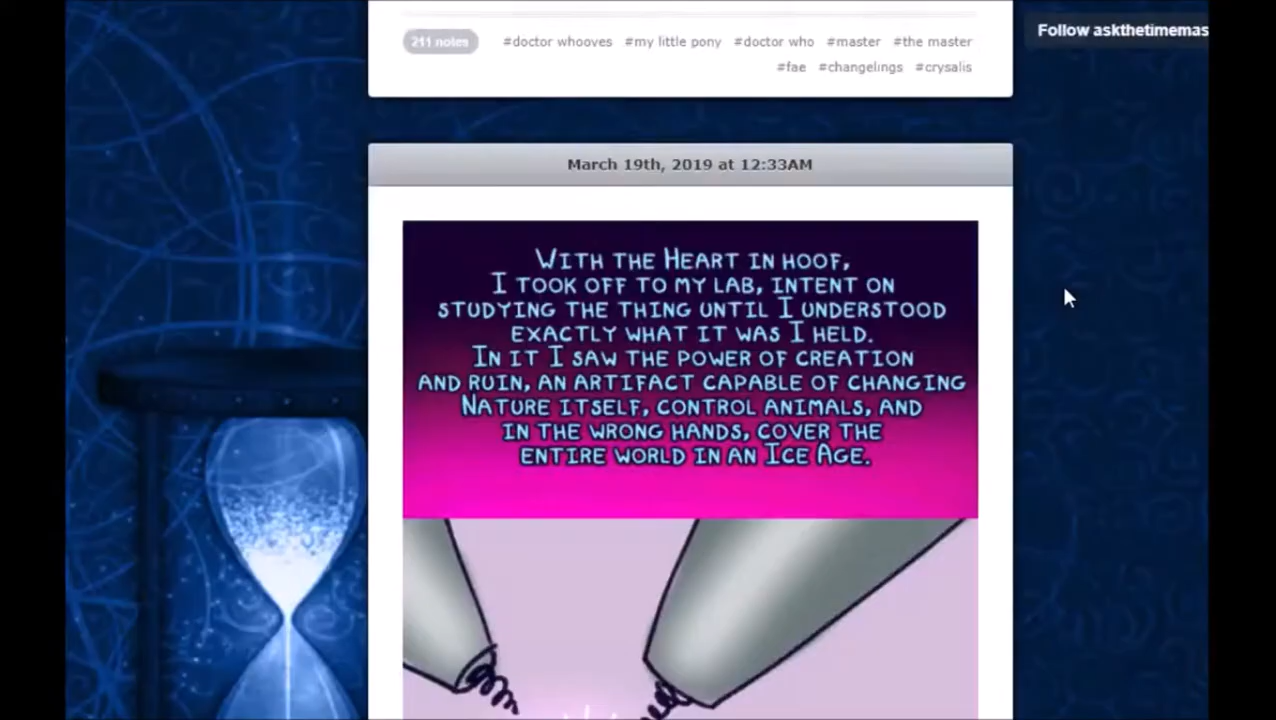 211 notes #doctor whooves #my little pony #doctor who #master #the master
#fae #changelings #crysalis
Follow askthetimemas
March 19th, 2019 at 12:33AM
WITH THE HEART IN HOOF,
I TOOK OFF TO MY LAB, INTENT ON
STUDYING THE THING UNTIL I UNDERSTOOD
EXACTLY WHAT IT WAS I HELD.
IN IT I SAW THE POWER OF CREATION
AND RUIN, AN ARTIFACT CAPABLE OF CHANGING
NATURE ITSELF, CONTROL ANIMALS, AND
IN THE WRONG HANDS, COVER THE
ENTIRE WORLD IN AN ICE AGE.